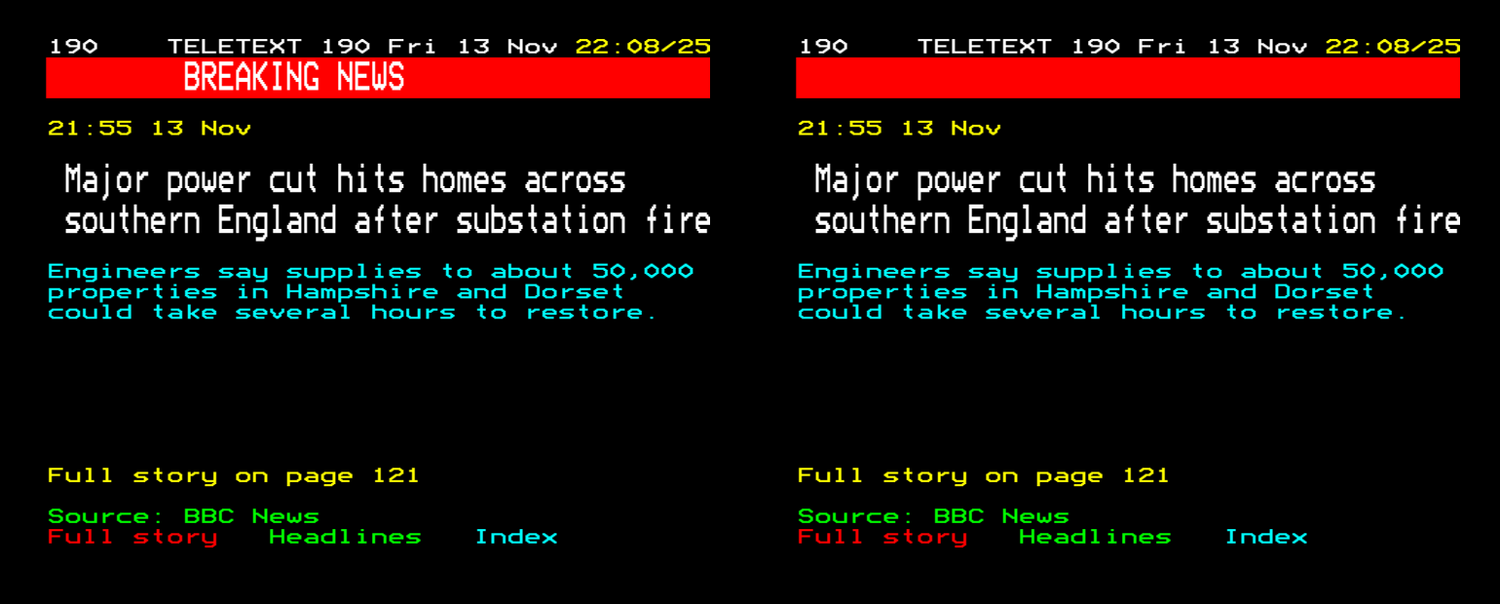 190 TELETEXT 190 Fri 13 Nov 22:08/25
BREAKING NEWS
21:55 13 Nov
Major power cut hits homes across
southern England after substation fire
Engineers say supplies to about 50,000
properties in Hampshire and Dorset
could take several hours to restore.
Full story on page 121
Source: BBC News
Full story Headlines Index
190 TELETEXT 190 Fri 13 Nov 22:08/25
21:55 13 Nov
Major power cut hits homes across
southern England after substation fire
Engineers say supplies to about 50,000
properties in Hampshire and Dorset
could take several hours to restore.
Full story on page 121
Source: BBC News
Full story Headlines Index